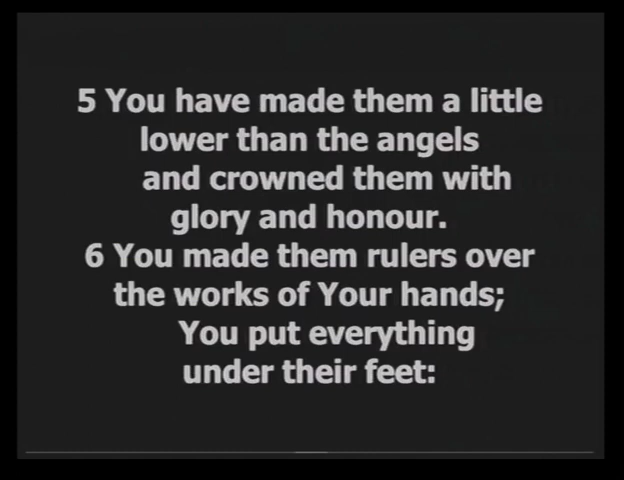 5 You have made them a little
lower than the angels
and crowned them with
glory and honour.
6 You made them rulers over
the works of Your hands;
You put everything
under their feet: